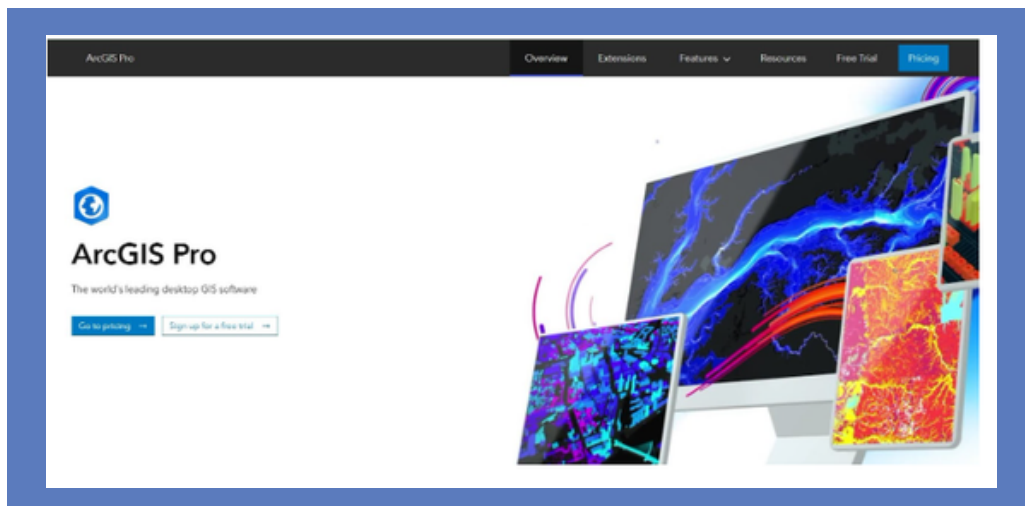 ArcGIS Pro
Overview Extensions Features Resources Free Trial Pricing
ArcGIS Pro
The world's leading desktop GIS software
Go to pricing →
Sign up for a free trial →